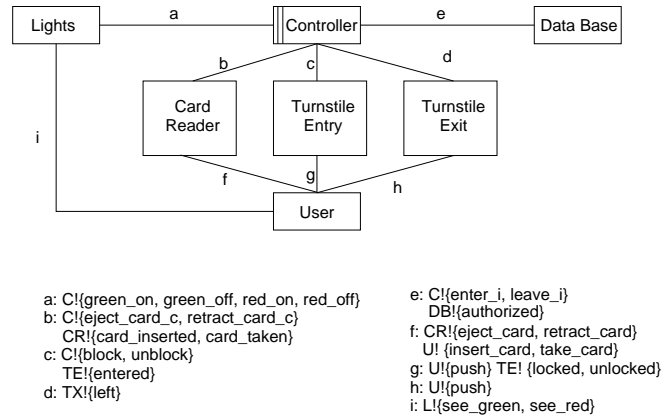 Lights
a
Controller
e
Data Base
b
c
d
Card
Reader
Turnstile
Entry
Turnstile
Exit
i
f
g
h
User
a: C!{green_on, green_off, red_on, red_off}
b: C!{eject_card_c, retract_card_c}
CR!{card_inserted, card_taken}
c: C!{block, unblock}
TE!{entered}
d: TX!{left}
e: C!{enter_i, leave_i}
DB!{authorized}
f: CR!{eject_card, retract_card}
U! {insert_card, take_card}
g: U!{push} TE! {locked, unlocked}
h: U!{push}
i: L!{see_green, see_red}